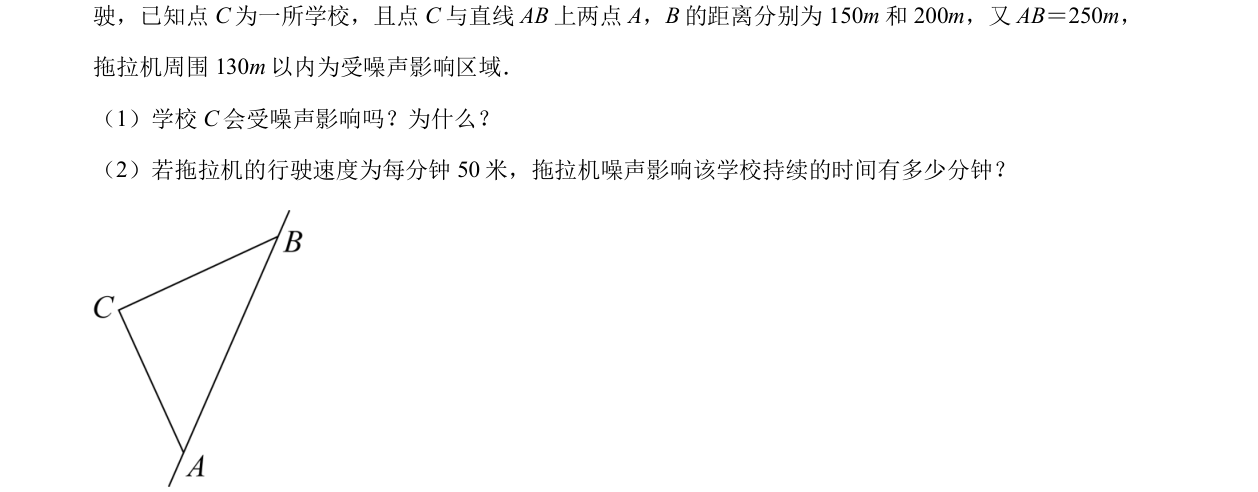 驶，已知点 C 为一所学校，且点 C 与直线 AB 上两点 A，B 的距离分别为 150m 和 200m，又 AB＝250m，
拖拉机周围 130m 以内为受噪声影响区域．
（1）学校 C 会受噪声影响吗？为什么？
（2）若拖拉机的行驶速度为每分钟 50 米，拖拉机噪声影响该学校持续的时间有多少分钟？
B
C
A